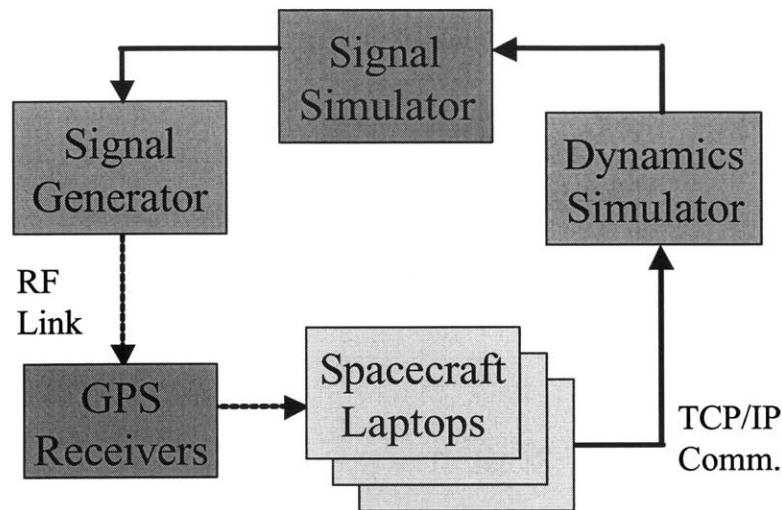 Signal
Simulator
Signal
Generator
Dynamics
Simulator
RF
Link
GPS
Receivers
Spacecraft
Laptops
TCP/IP
Comm.